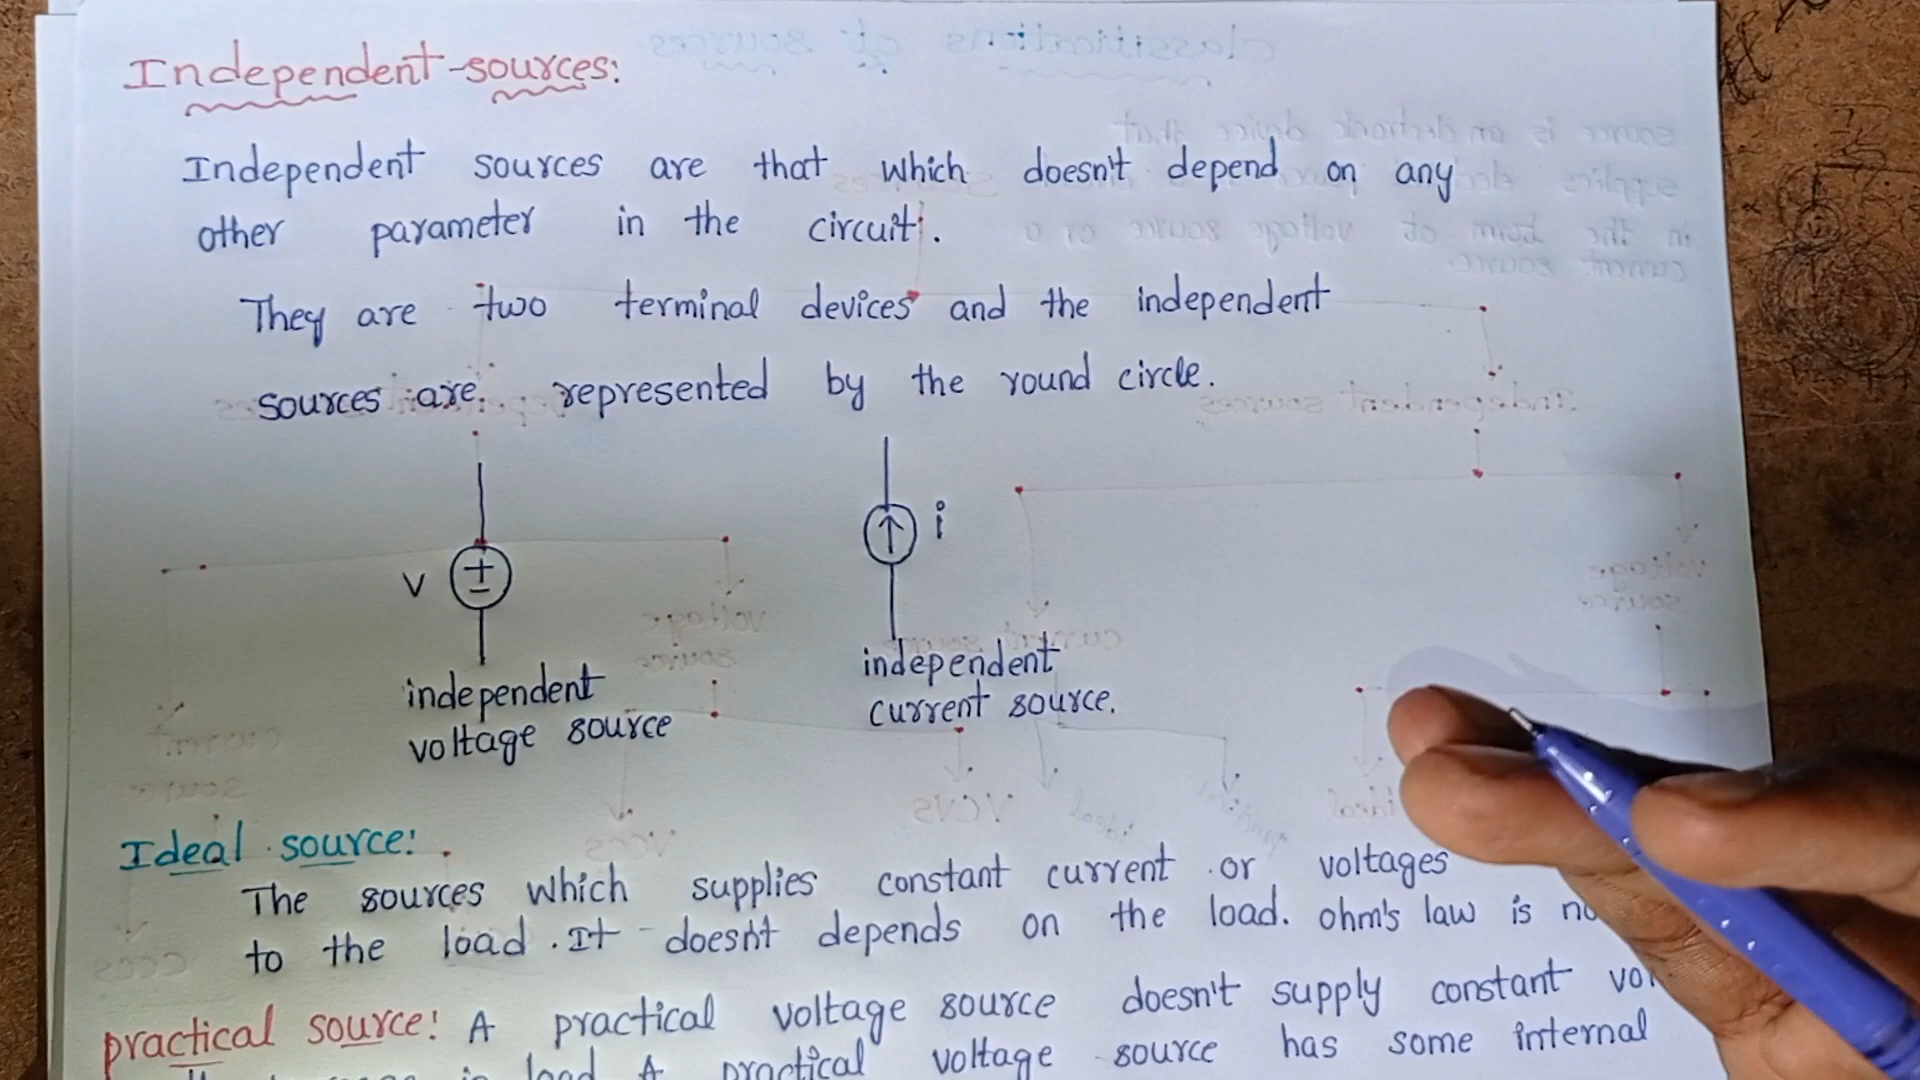 Independent sources:
Independent sources are that which doesn't depend on any
other parameter in the circuit.
They are two terminal devices and the independent
sources are represented by the round circle.
V
+
−
i
independent
voltage source
independent
current source.
Ideal source:
The sources which supplies constant current or voltages
to the load. It doesn't depends on the load. ohm's law is
practical source: A practical voltage source doesn't supply constant
in load A practical voltage source has some internal